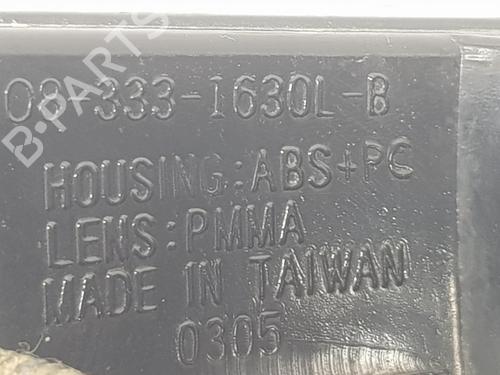 08-333-1630L-B
HOUSING:ABS+PC
LENS:PMMA
MADE IN TAIWAN
0305
B-PARTS